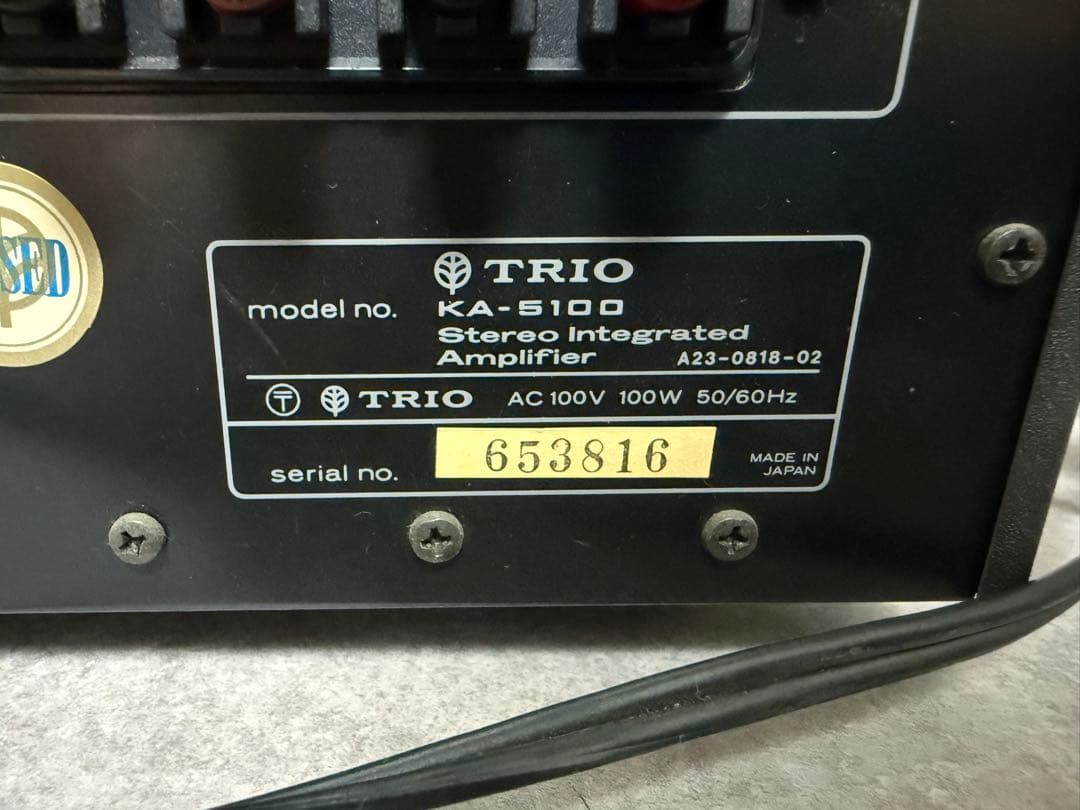 TRIO
model no. KA-5100
Stereo Integrated
Amplifier A23-0818-02
〒 TRIO AC 100V 100W 50/60Hz
serial no. 653816
MADE IN
JAPAN